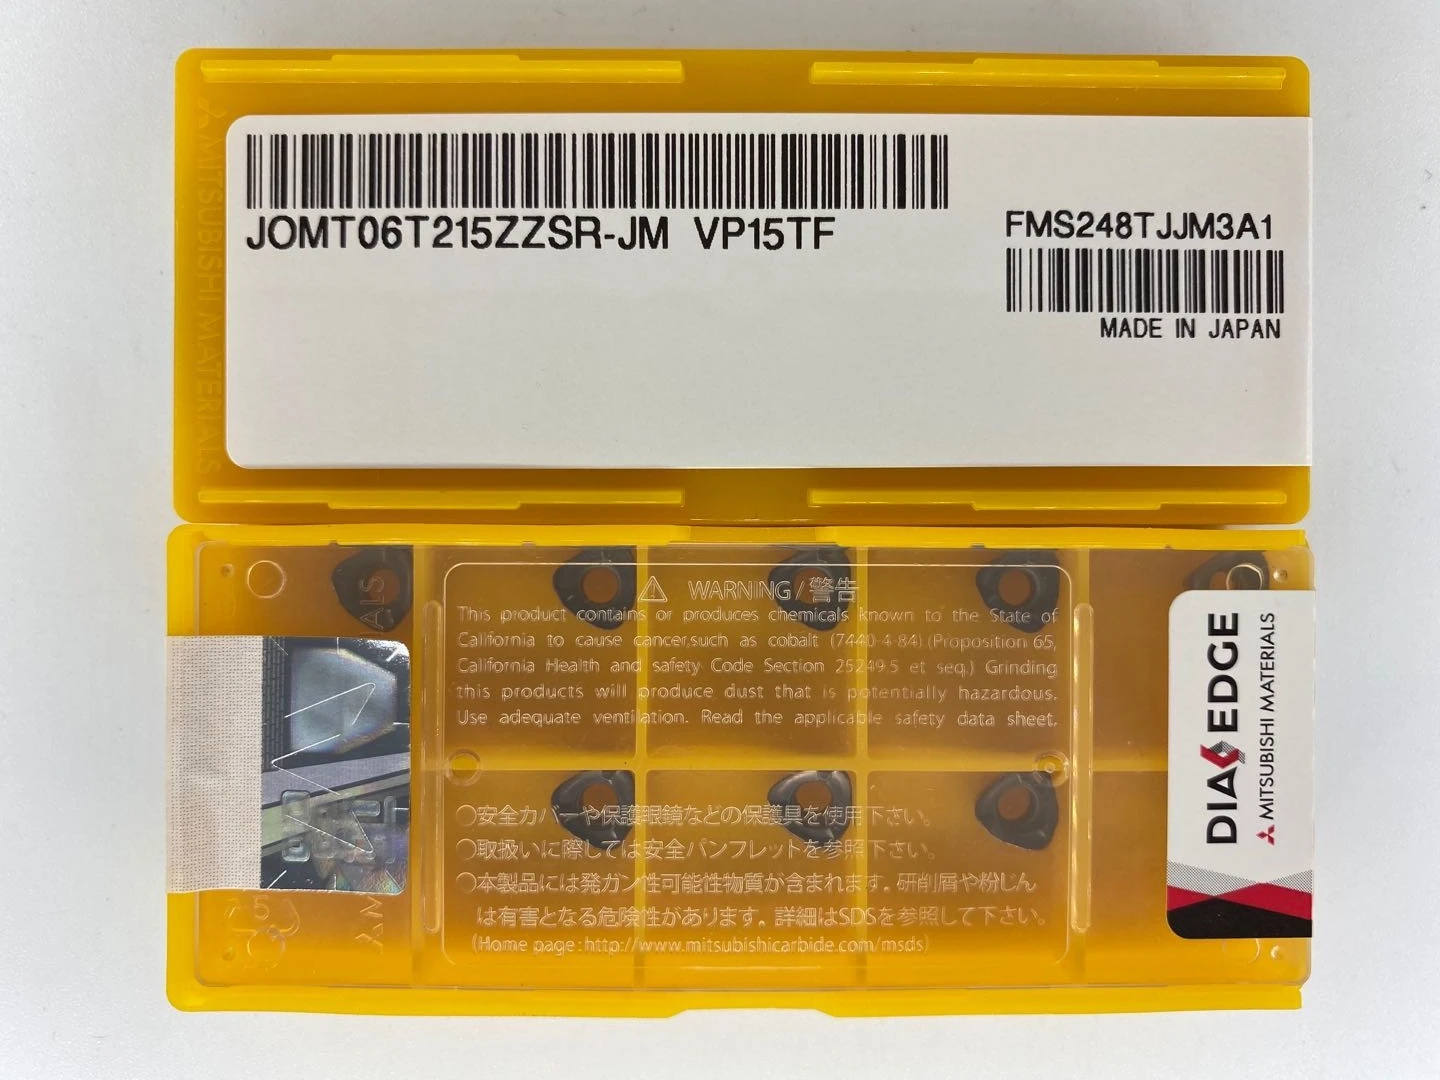 MITSUBISHI MATERIALS
JOMT06T215ZZSR-JM VP15TF
FMS248TJJM3A1
MADE IN JAPAN
ALS
WARNING / 警告
This product contains or produces chemicals known to the State of
California to cause cancer,such as cobalt (7440-4-84) (Proposition 65,
California Health and safety Code Section 25249.5 et seq.) Grinding
this products will produce dust that is potentially hazardous.
Use adequate ventilation. Read the applicable safety data sheet.
○安全カバーや保護眼鏡などの保護具を使用下さい。
○取扱いに際しては安全パンフレットを参照下さい。
○本製品には発ガン性可能性物質が含まれます。研削屑や粉じん
は有害となる危険性があります。詳細はSDSを参照して下さい。
(Home page:http://www.mitsubishicarbide.com/msds)
DIAEDGE
MITSUBISHI MATERIALS
5